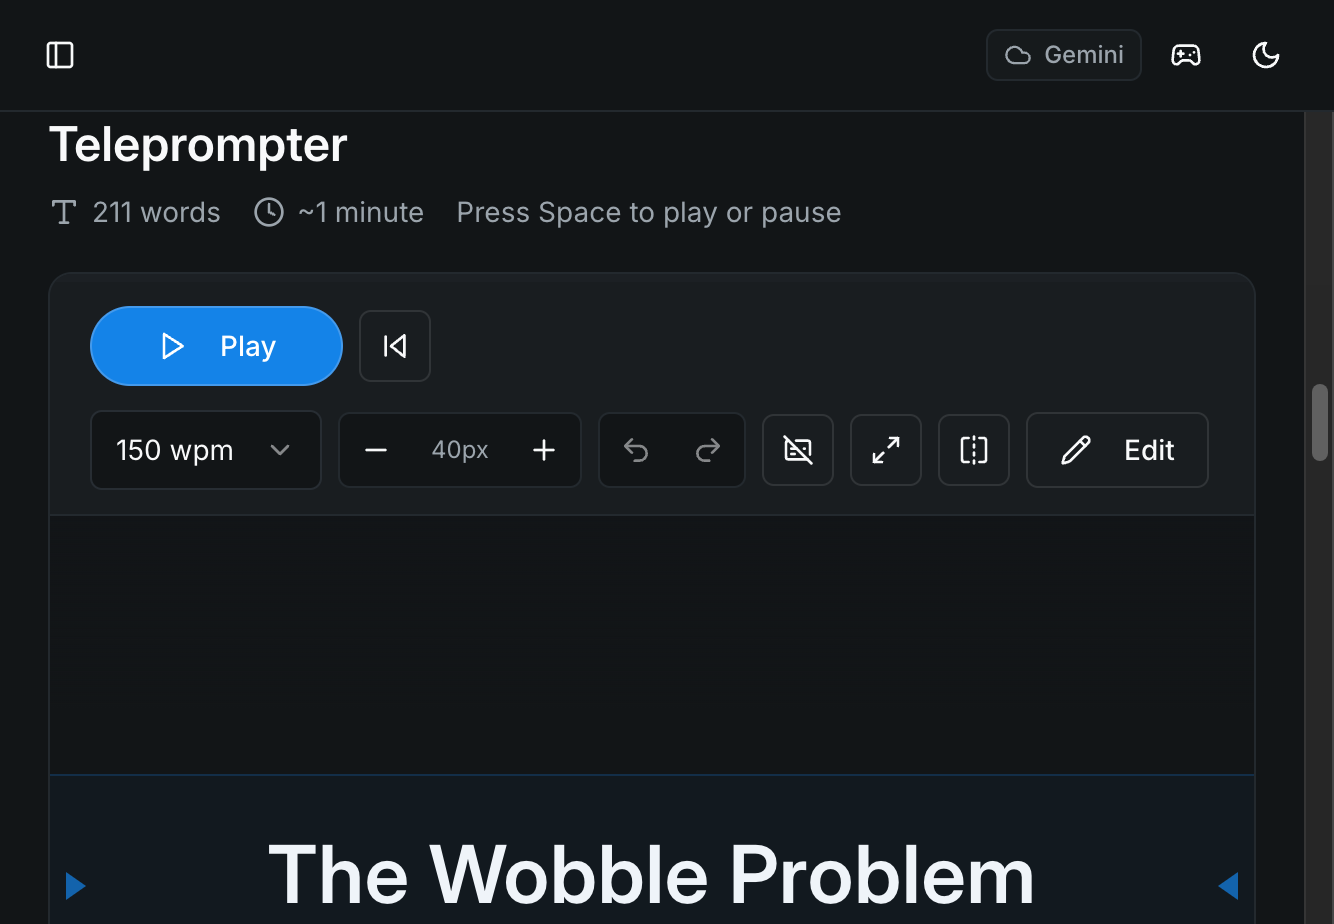 Gemini
Teleprompter
211 words ~1 minute Press Space to play or pause
Play
150 wpm 40px Edit
The Wobble Problem